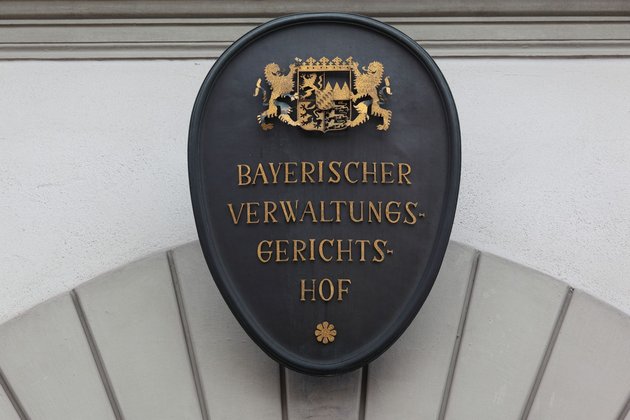 BAYERISCHER
VERWALTUNGS-
GERICHTS-
HOF